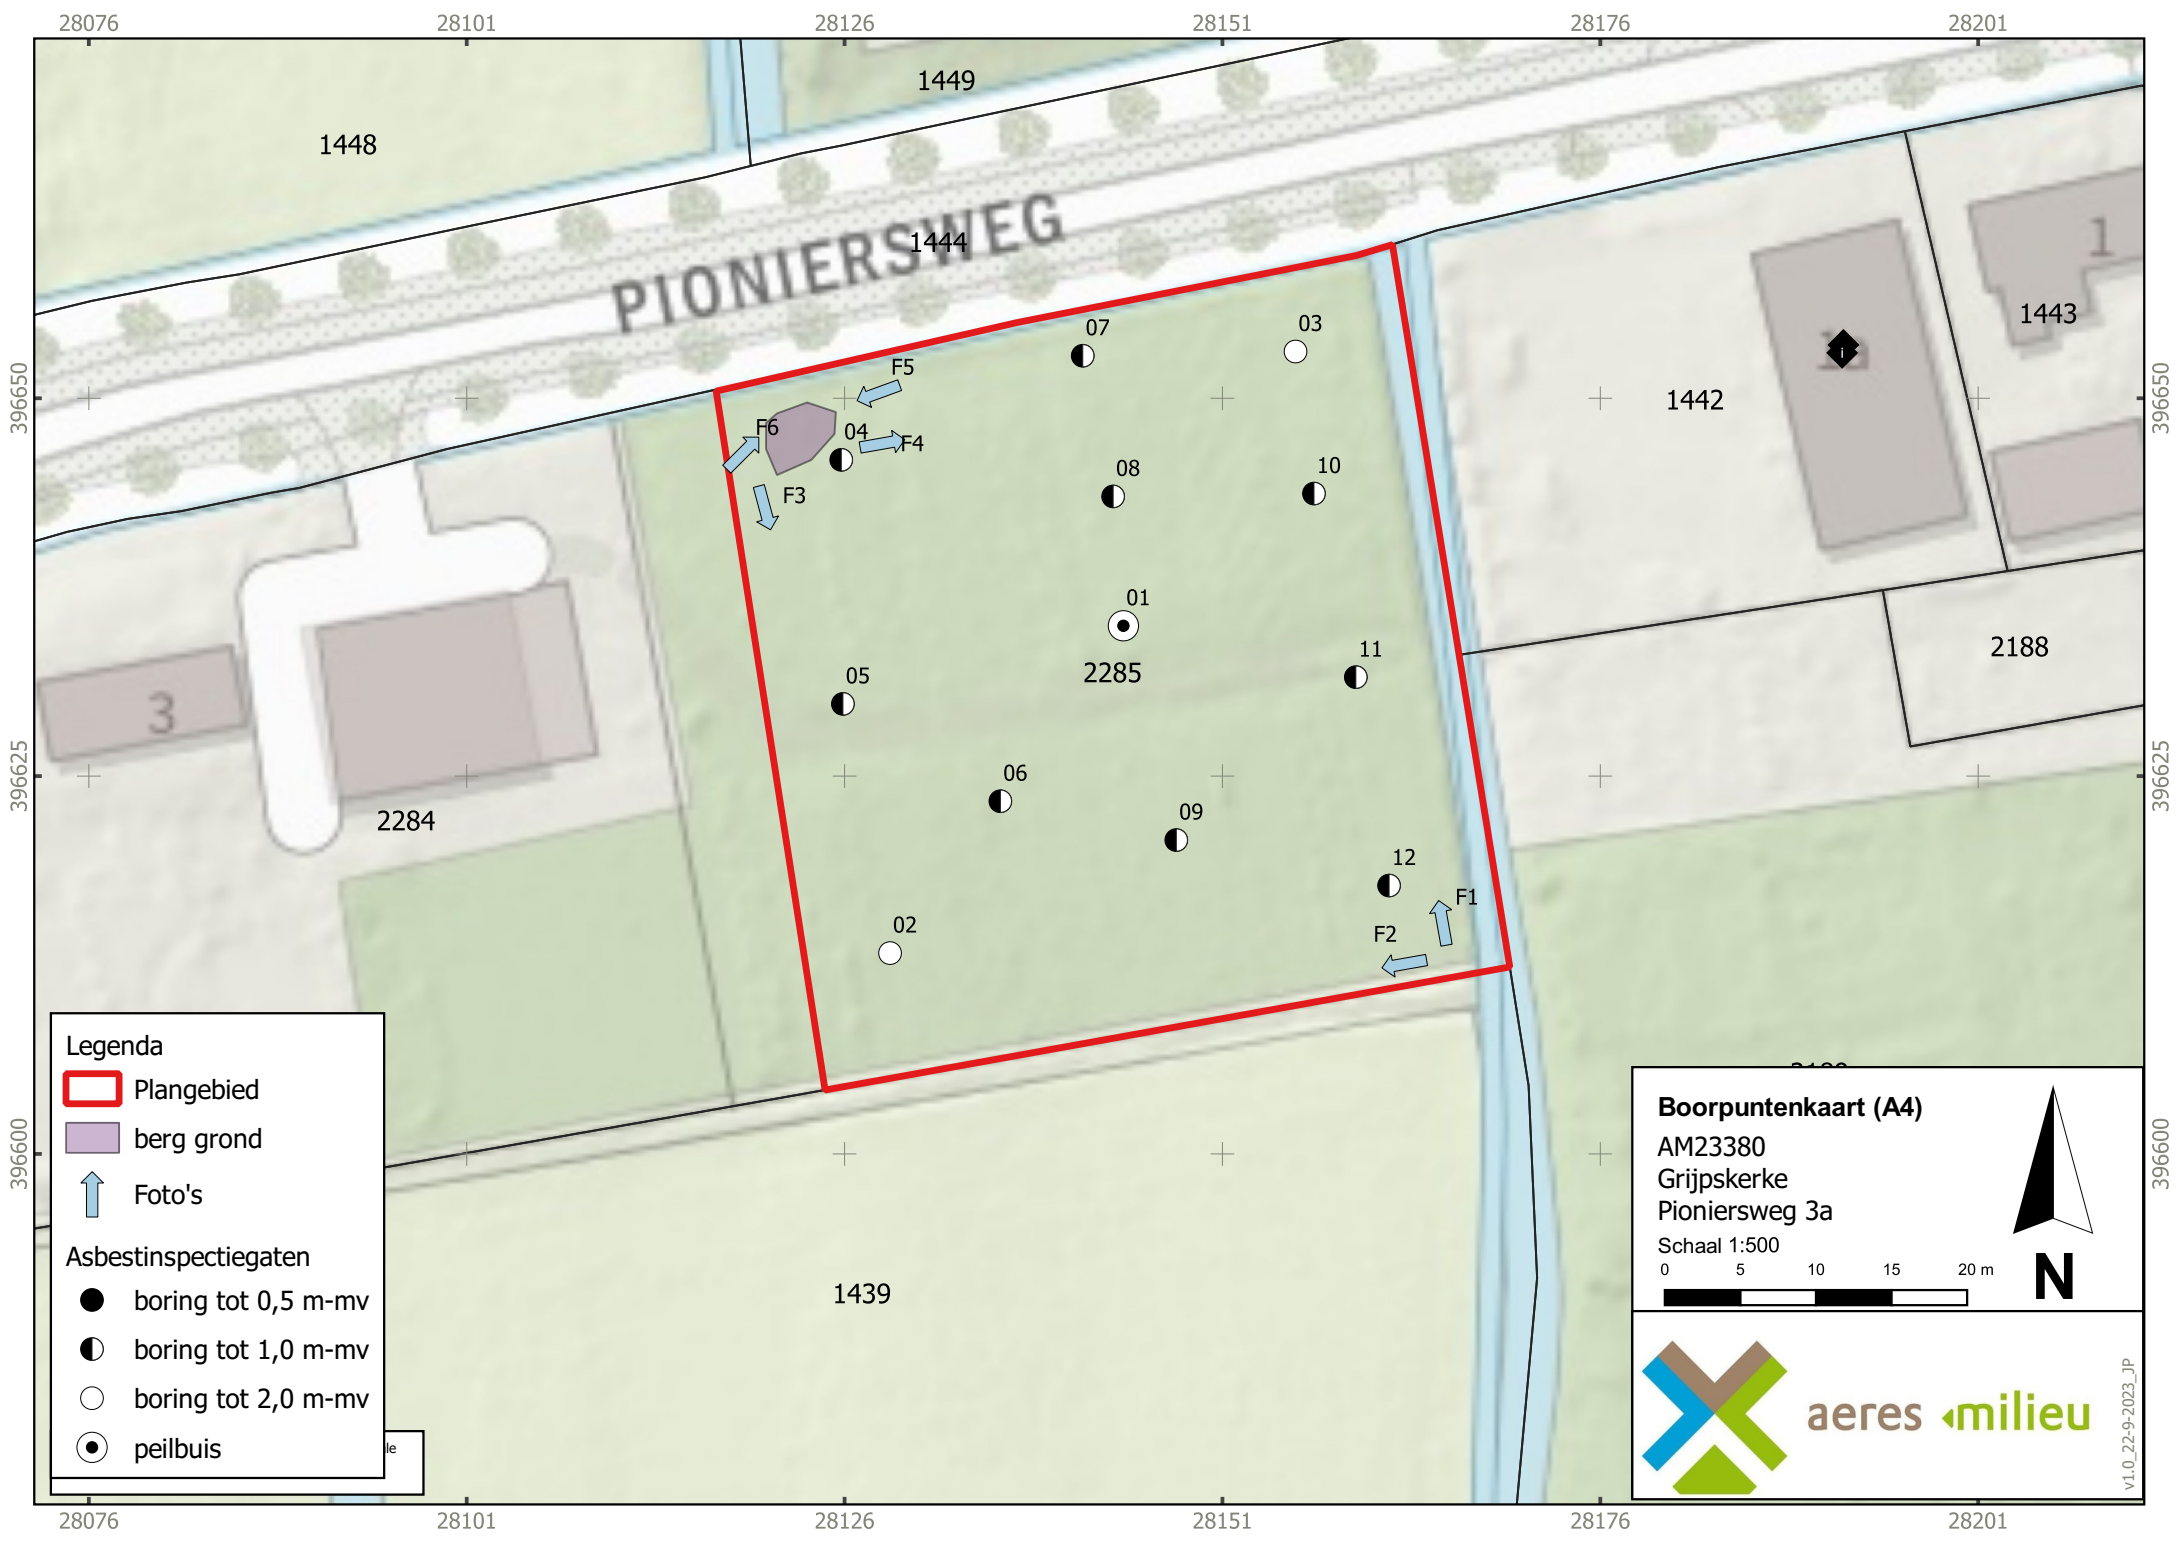 28076 28101 28126 28151 28176 28201
1449
1448
1444
PIONIERSWEG
1
1443
07 03
F5
396650 396650
1442
F6 04 F4
08 10
F3
01
2188
11
2285
05
3
396625 396625
06
09
2284
12
F1
02 F2
Legenda
Plangebied
berg grond
Foto's
Asbestinspectiegaten
boring tot 0,5 m-mv
boring tot 1,0 m-mv
boring tot 2,0 m-mv
peilbuis
396600 396600
1439
Boorpuntenkaart (A4)
AM23380
Grijpskerke
Pioniersweg 3a
Schaal 1:500
0 5 10 15 20 m
N
aeres milieu
v1.0_22-9-2023_JP
28076 28101 28126 28151 28176 28201